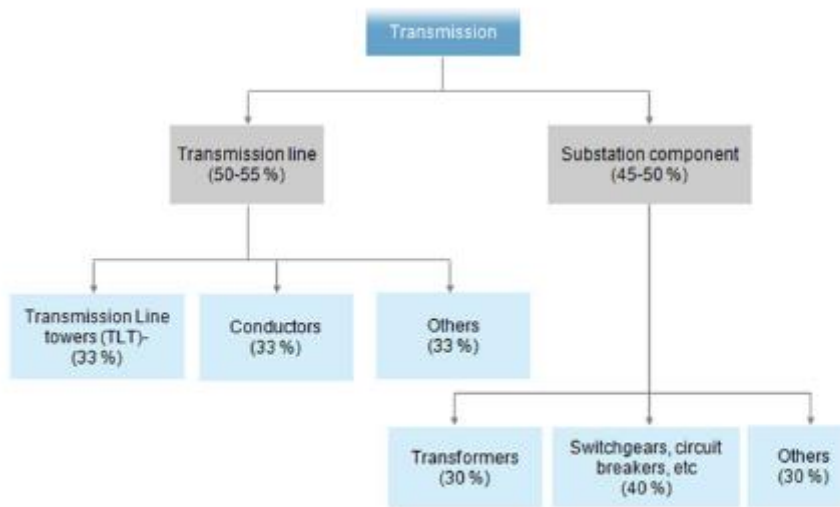 Transmission
Transmission line
(50-55 %)
Substation component
(45-50 %)
Transmission Line
towers (TLT)-
(33 %)
Conductors
(33 %)
Others
(33 %)
Transformers
(30 %)
Switchgears, circuit
breakers, etc
(40 %)
Others
(30 %)